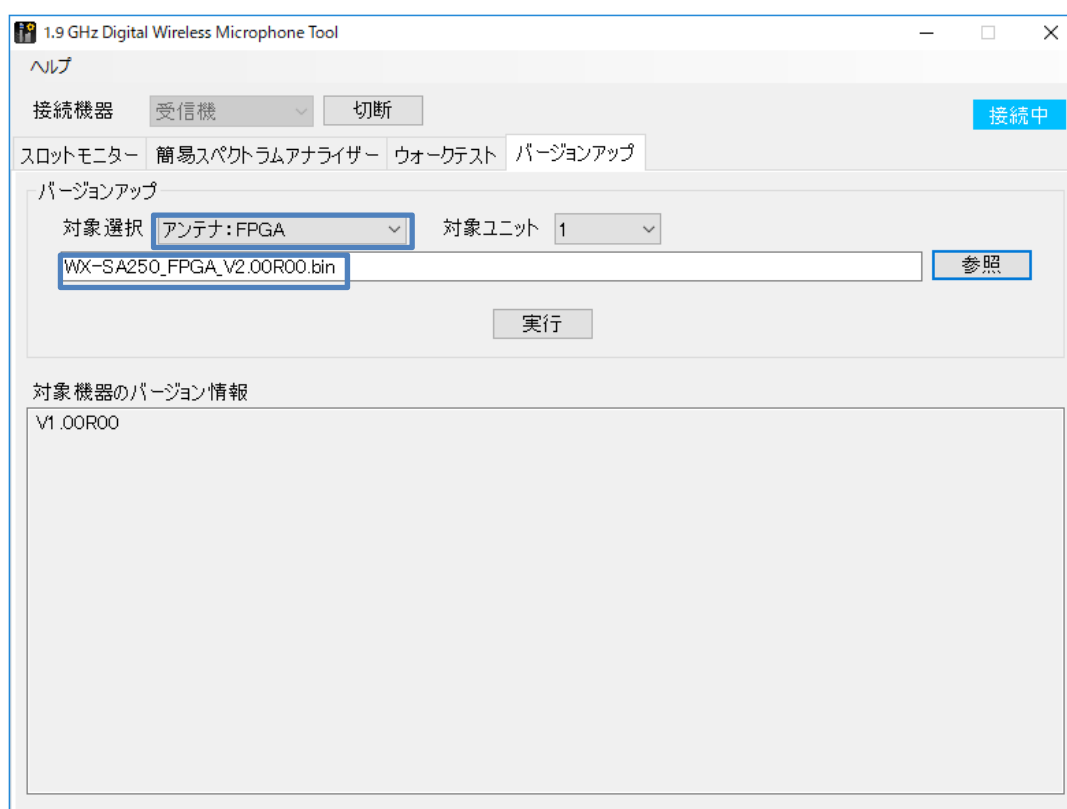 1.9 GHz Digital Wireless Microphone Tool
ヘルプ
接続機器 受信機 切断 接続中
スロットモニター 簡易スペクトラムアナライザー ウォークテスト バージョンアップ
バージョンアップ
対象選択 アンテナ:FPGA 対象ユニット 1
WX-SA250_FPGA_V2.00R00.bin 参照
実行
対象機器のバージョン情報
V1.00R00